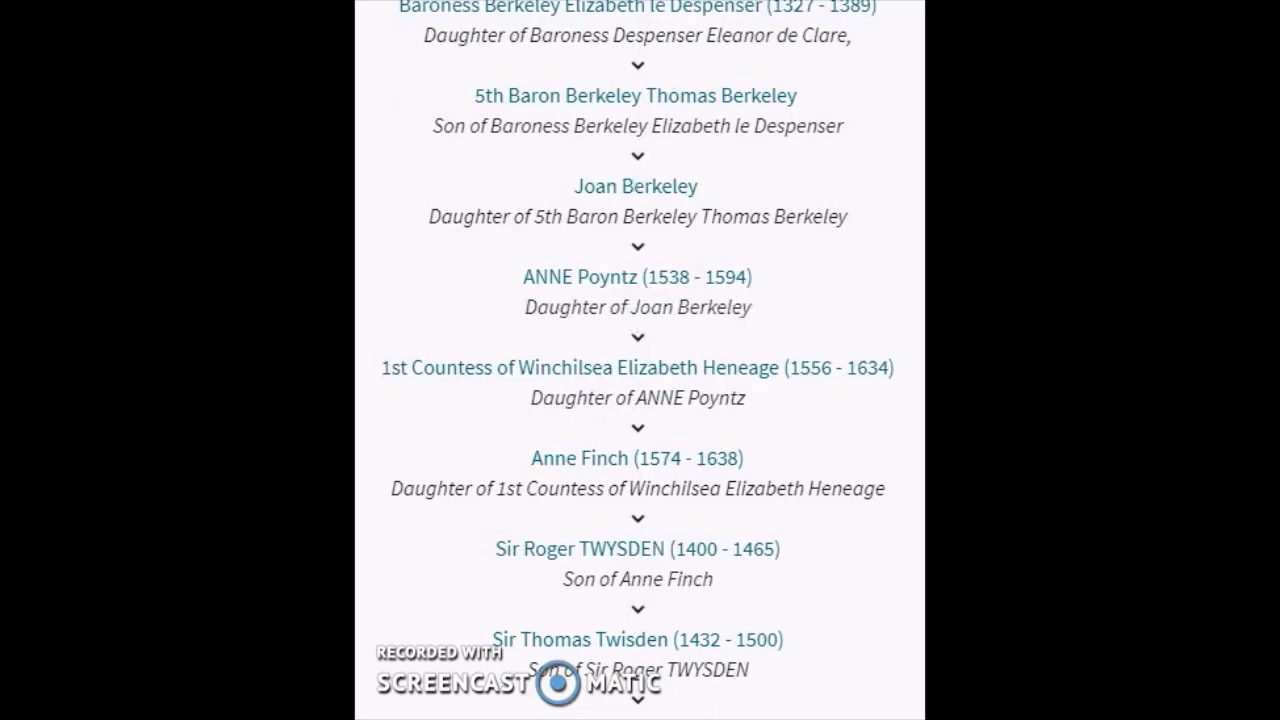 Baroness Berkeley Elizabeth le Despenser (1327 - 1389)
Daughter of Baroness Despenser Eleanor de Clare,
5th Baron Berkeley Thomas Berkeley
Son of Baroness Berkeley Elizabeth le Despenser
Joan Berkeley
Daughter of 5th Baron Berkeley Thomas Berkeley
ANNE Poyntz (1538 - 1594)
Daughter of Joan Berkeley
1st Countess of Winchilsea Elizabeth Heneage (1556 - 1634)
Daughter of ANNE Poyntz
Anne Finch (1574 - 1638)
Daughter of 1st Countess of Winchilsea Elizabeth Heneage
Sir Roger TWYSDEN (1400 - 1465)
Son of Anne Finch
Sir Thomas Twisden (1432 - 1500)
Son of Sir Roger TWYSDEN
RECORDED WITH
SCREENCAST MATIC